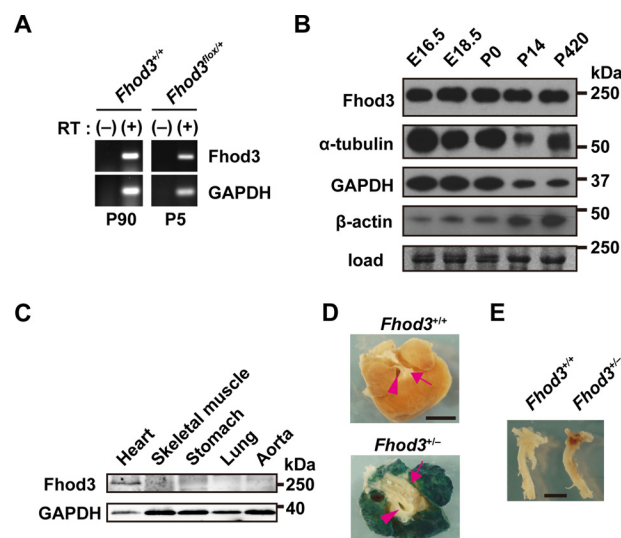 A
Fhod3+/+ Fhod3flox/+
RT : (–) (+) (–) (+)
Fhod3
GAPDH
P90 P5
B
E16.5 E18.5 P0 P14 P420
kDa
Fhod3 250
α-tubulin 50
GAPDH 37
β-actin 50
load 250
C
Heart Skeletal muscle Stomach Lung Aorta
kDa
Fhod3 250
GAPDH 40
D
Fhod3+/+
Fhod3+/–
E
Fhod3+/+ Fhod3+/–